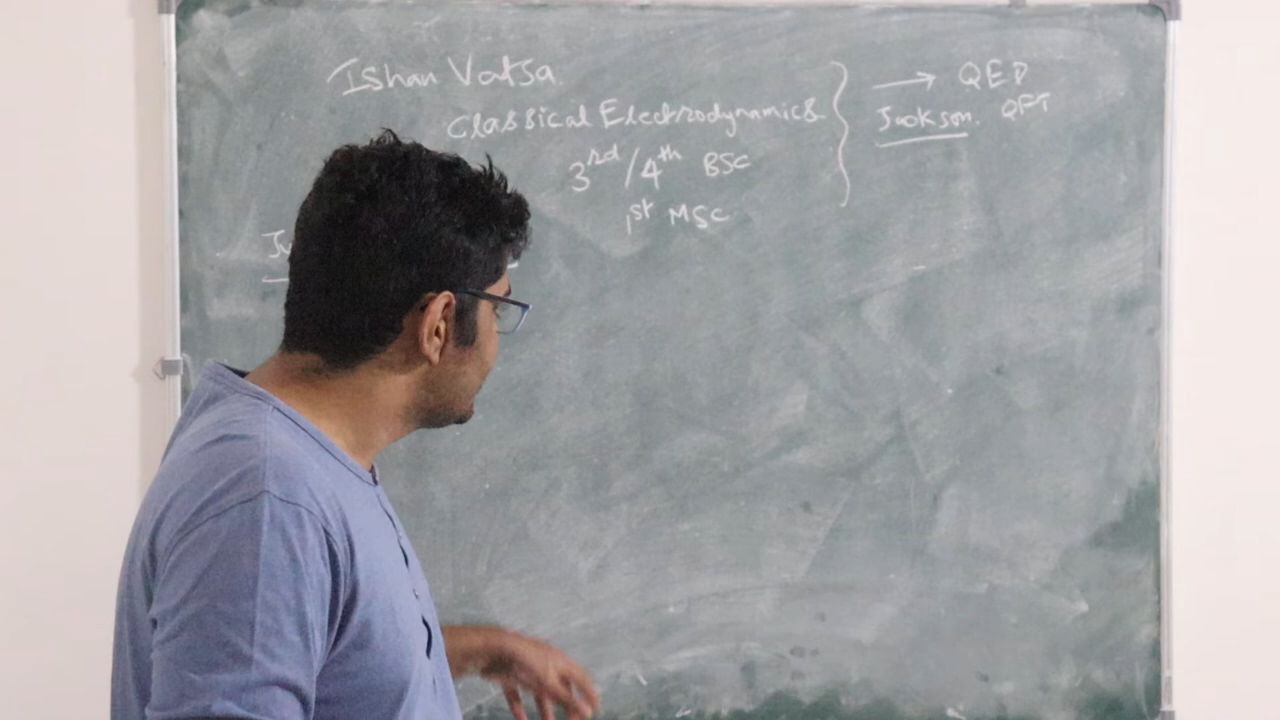 Ishan Vatsa.
Classical Electrodynamics
3rd/4th BSC
1st MSC
→ QED
Jackson. QFT